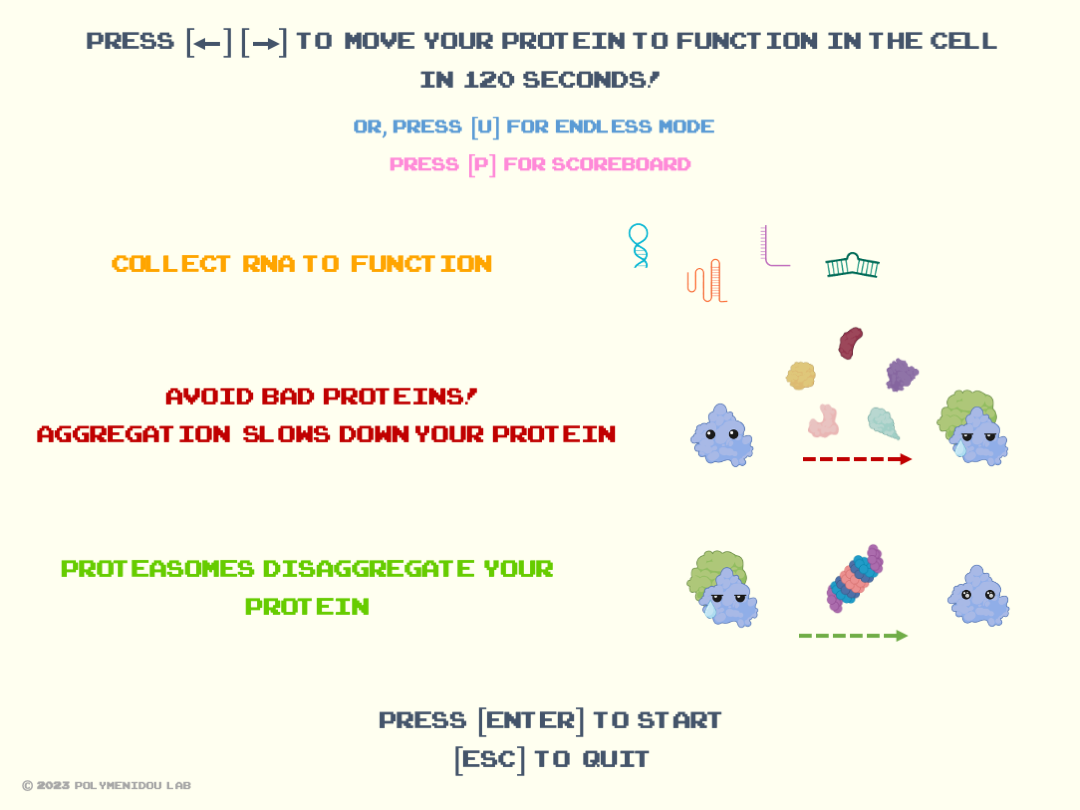 PRESS [←] [→] TO MOVE YOUR PROTEIN TO FUNCTION IN THE CELL
IN 120 SECONDS!
OR, PRESS [U] FOR ENDLESS MODE
PRESS [P] FOR SCOREBOARD
COLLECT RNA TO FUNCTION
AVOID BAD PROTEINS!
AGGREGATION SLOWS DOWN YOUR PROTEIN
PROTEASOMES DISAGGREGATE YOUR
PROTEIN
PRESS [ENTER] TO START
[ESC] TO QUIT
© 2023 POLYMENIDOU LAB